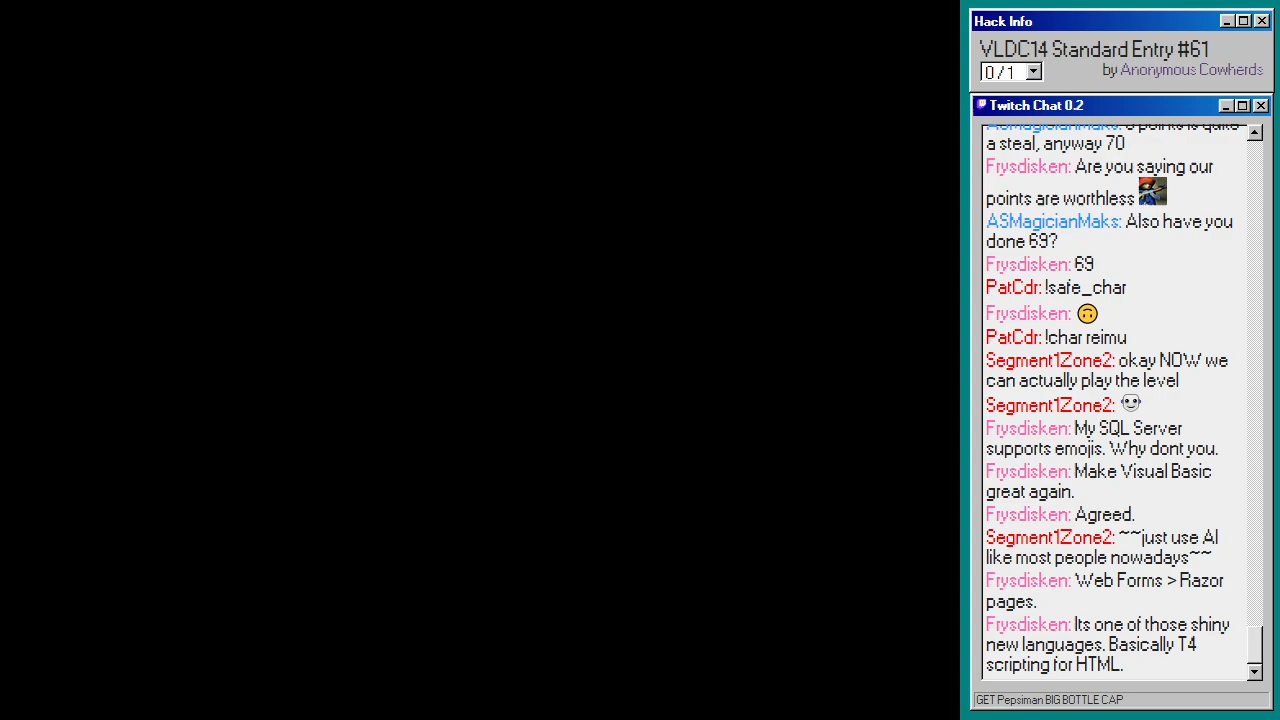 Hack Info
VLDC14 Standard Entry #61
0/1
by Anonymous Cowherds
Twitch Chat 0.2
ASMagicianMaks: 3 points is quite
a steal, anyway 70
Frysdisken: Are you saying our
points are worthless
ASMagicianMaks: Also have you
done 69?
Frysdisken: 69
PatCdr: !safe_char
Frysdisken: 🙃
PatCdr: !char reimu
Segment1Zone2: okay NOW we
can actually play the level
Segment1Zone2:
Frysdisken: My SQL Server
supports emojis. Why dont you.
Frysdisken: Make Visual Basic
great again.
Frysdisken: Agreed.
Segment1Zone2: ~~just use AI
like most people nowadays~~
Frysdisken: Web Forms > Razor
pages.
Frysdisken: Its one of those shiny
new languages. Basically T4
scripting for HTML.
GET Pepsiman BIG BOTTLE CAP